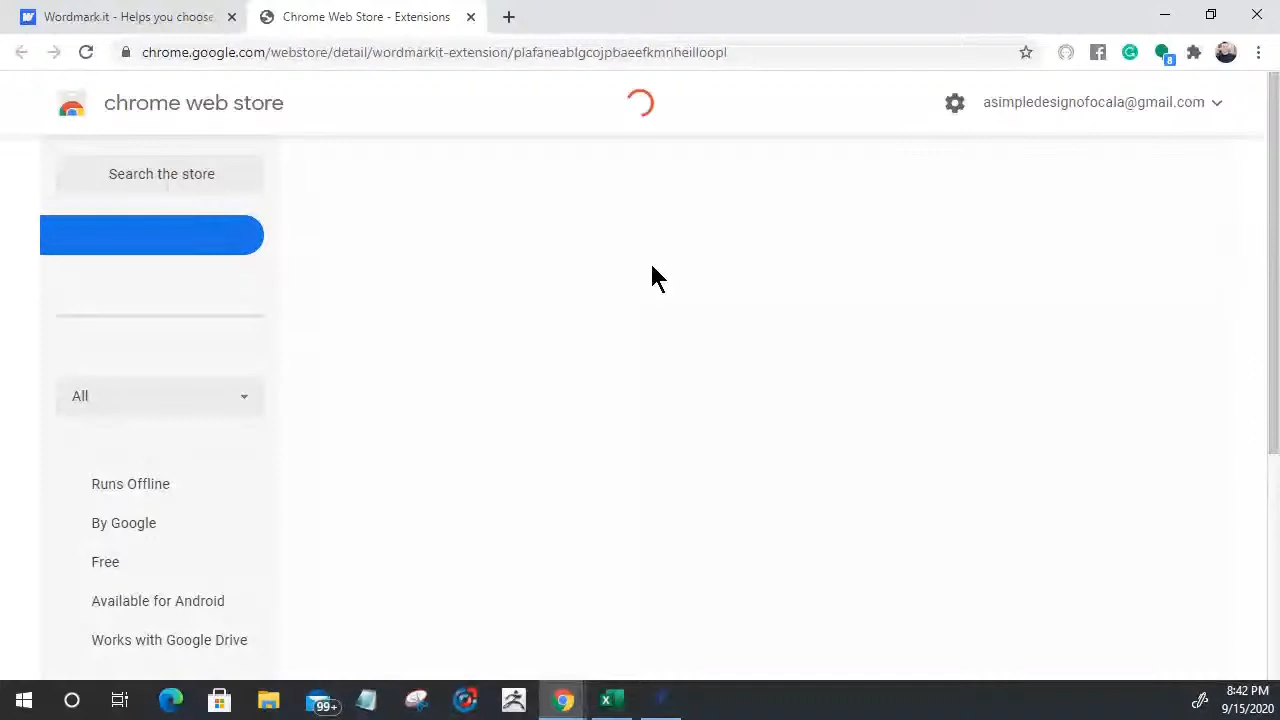 Wordmark.it - Helps you choose
Chrome Web Store - Extensions
chrome.google.com/webstore/detail/wordmarkit-extension/plafaneablgcojpbaeefkmnheilloopl
8
chrome web store
asimpledesignofocala@gmail.com
Search the store
All
Runs Offline
By Google
Free
Available for Android
Works with Google Drive
99+
8:42 PM
9/15/2020